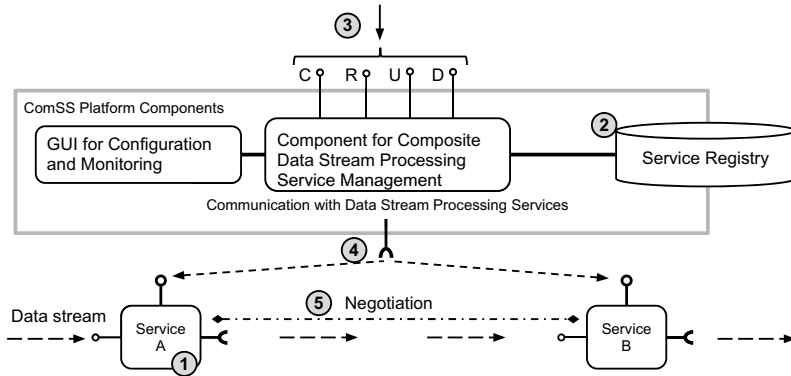 3
C R U D
ComSS Platform Components
2
GUI for Configuration
and Monitoring
Component for Composite
Data Stream Processing
Service Management
Service Registry
Communication with Data Stream Processing Services
4
5 Negotiation
Data stream
Service
A
1
Service
B